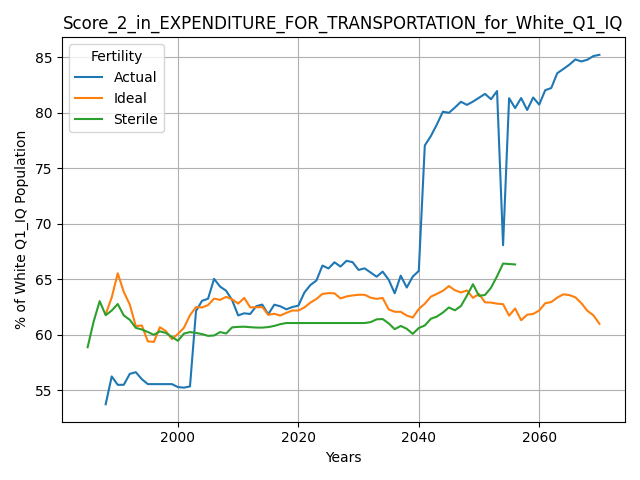 Score_2_in_EXPENDITURE_FOR_TRANSPORTATION_for_White_Q1_IQ
Fertility
Actual
Ideal
Sterile
% of White Q1_IQ Population
85
80
75
70
65
60
55
2000
2020
2040
2060
Years